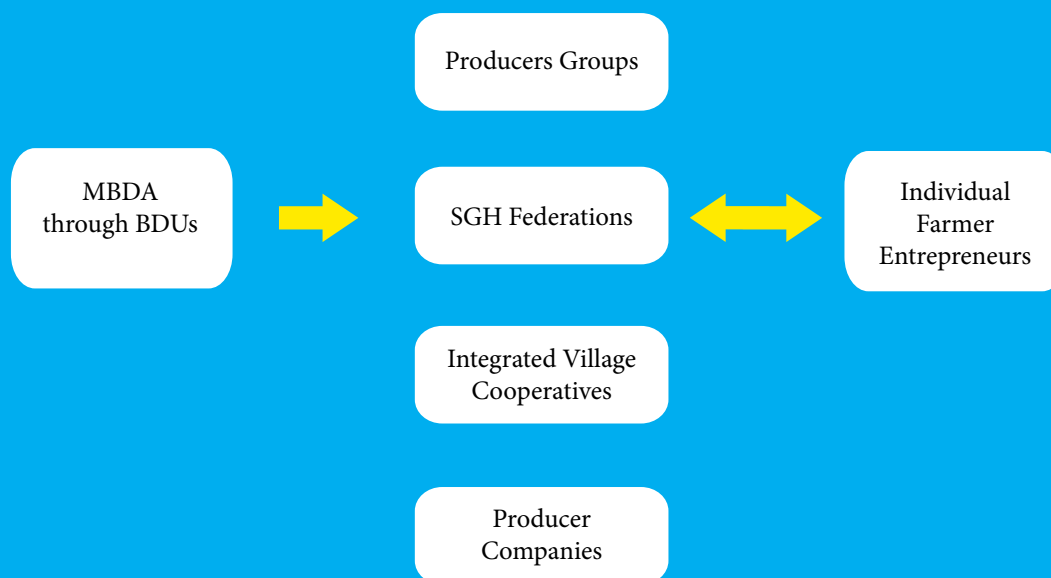 Producers Groups
MBDA
through BDUs
SGH Federations
Individual
Farmer
Entrepreneurs
Integrated Village
Cooperatives
Producer
Companies